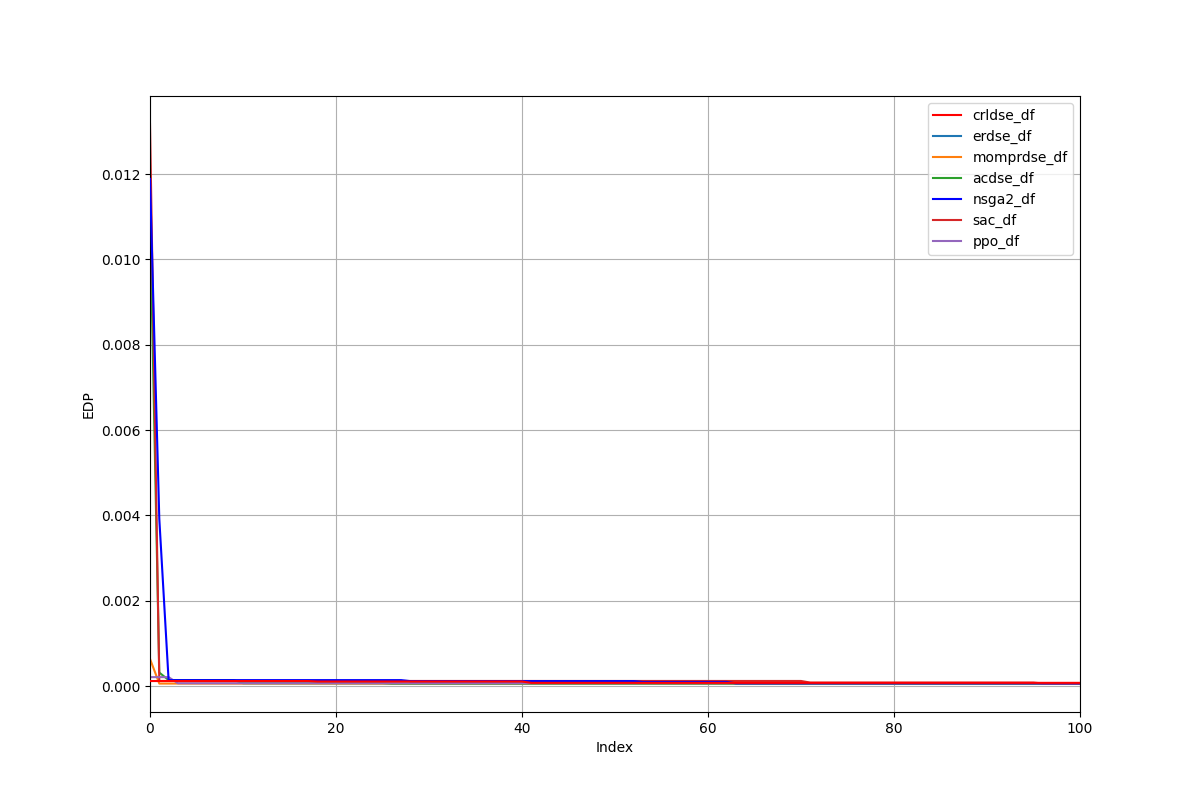 crldse_df
erdse_df
momprdse_df
acdse_df
nsga2_df
sac_df
ppo_df
EDP
0.012
0.010
0.008
0.006
0.004
0.002
0.000
0 20 40 60 80 100
Index